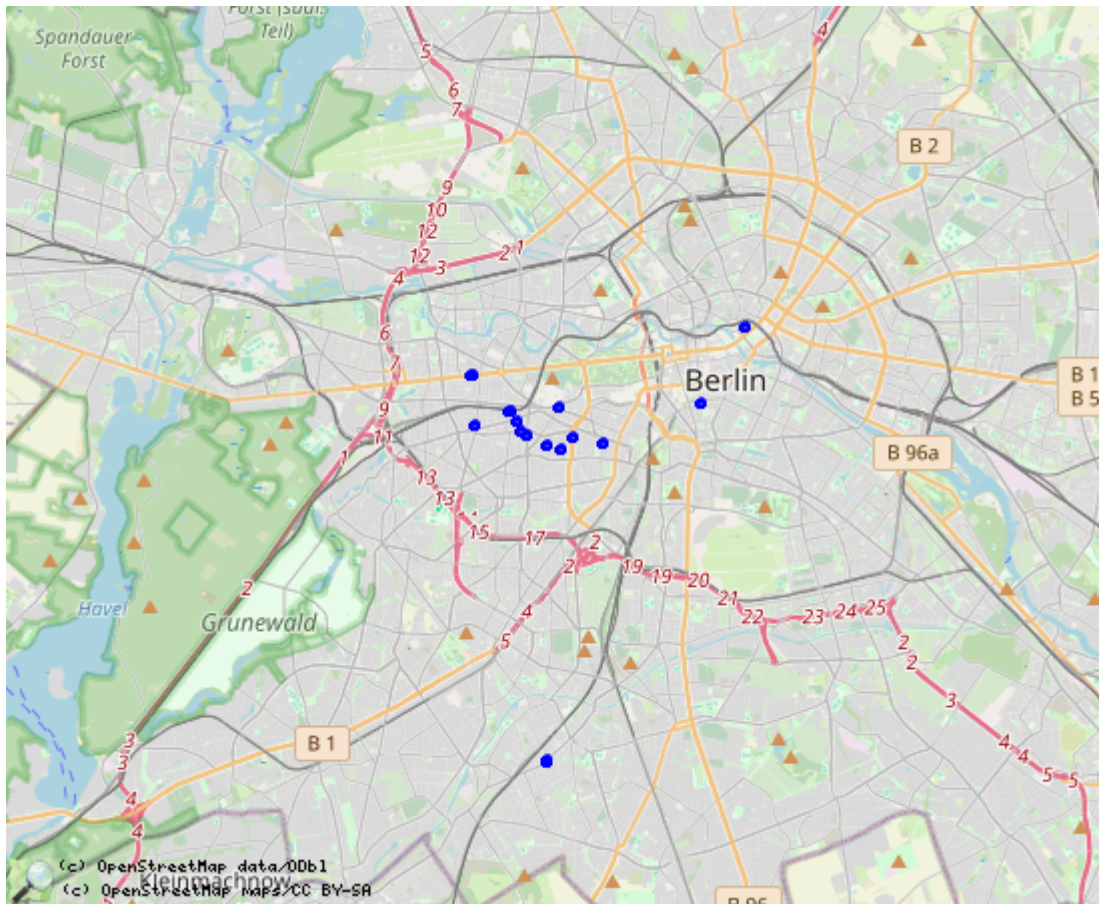 Forst (südl.
Teil)
Spandauer
Forst
4
5
6
7
B 2
9
10
12
12
2 1
3
4
6
7
Berlin
B 1
B 5
9
11
1
B 96a
13
13
15
17
2
2
19
19
20
21
2
Havel
Grunewald
22
23
24
25
4
5
2
2
3
3
3
B 1
4
4
5
5
4
4
(c) OpenStreetMap data/ODbl
Kleinmachnow
(c) OpenStreetMap maps/CC BY-SA
B 96